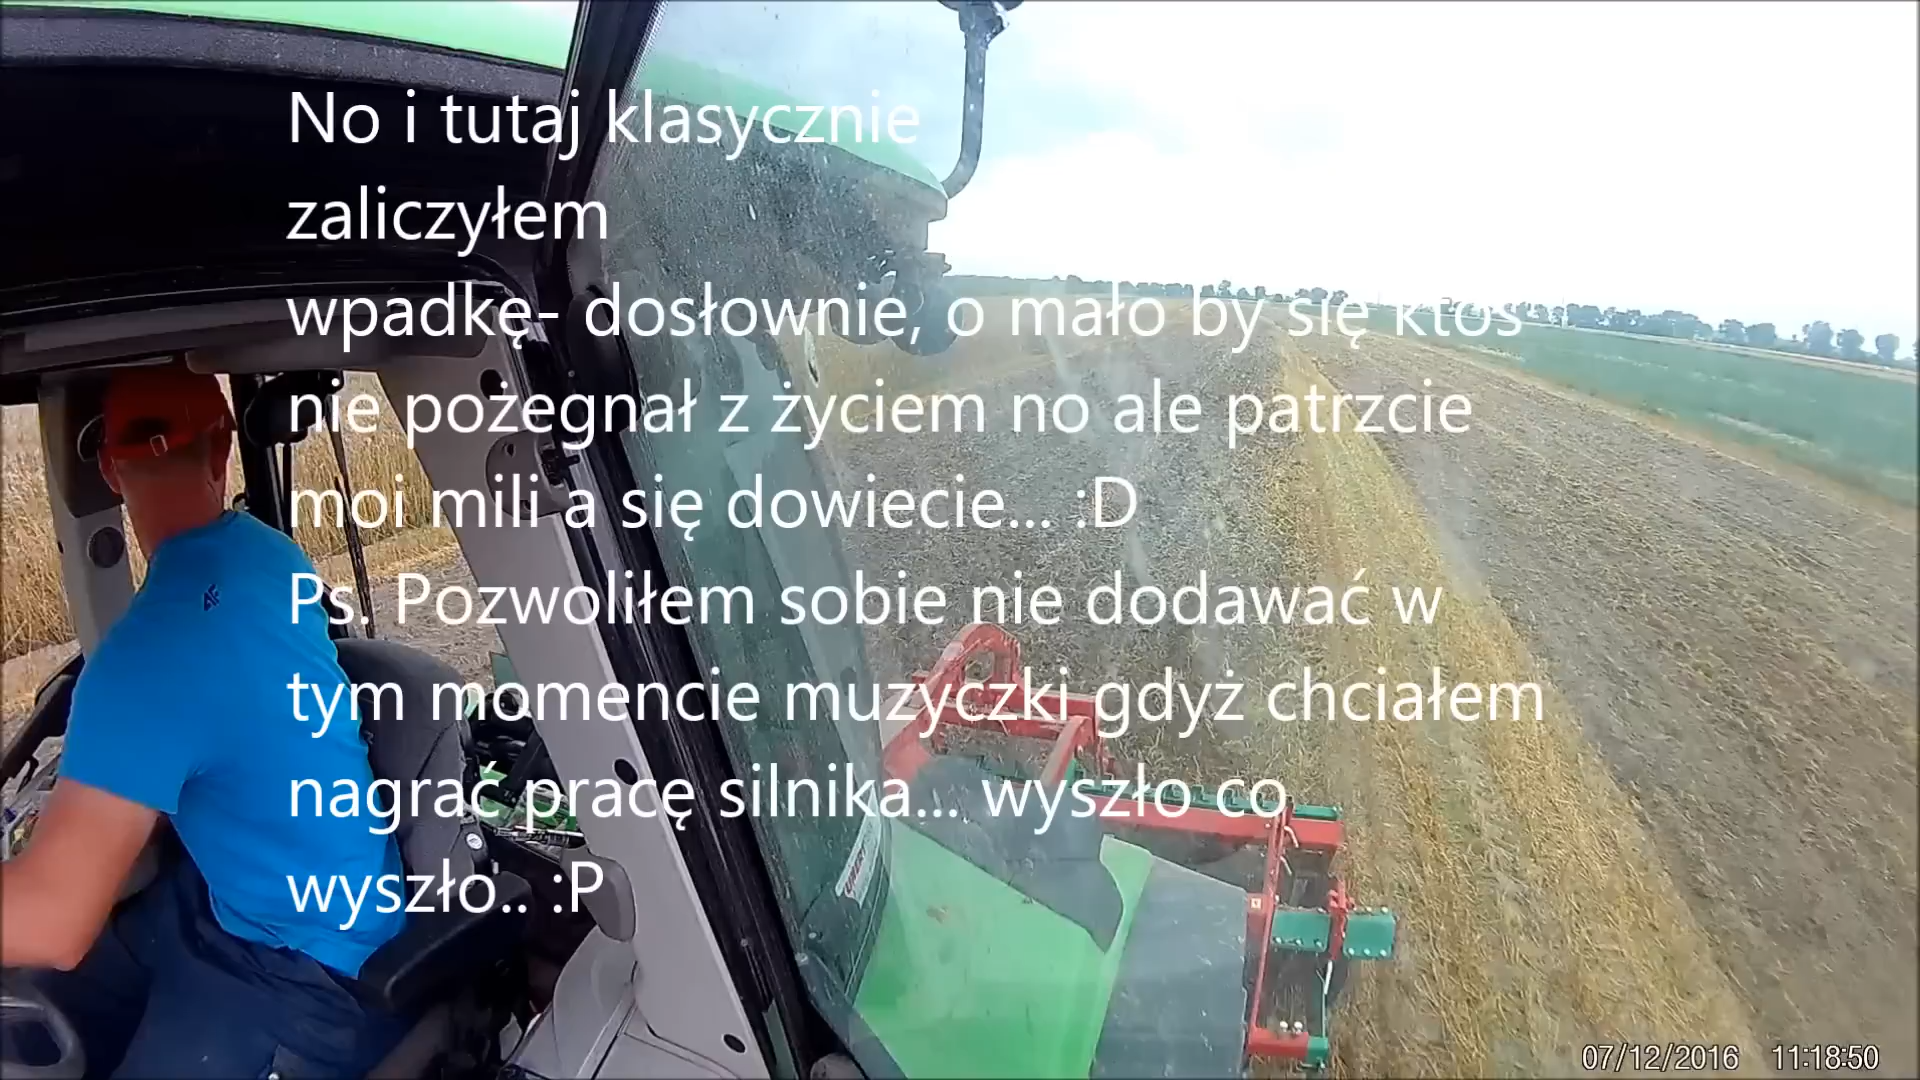 No i tutaj klasycznie
zaliczyłem
wpadkę- dosłownie, o mało by się ktoś
nie pożegnał z życiem no ale patrzcie
moi mili a się dowiecie... :D
Ps. Pozwoliłem sobie nie dodawać w
tym momencie muzyczki gdyż chciałem
nagrać pracę silnika... wyszło co
wyszło.. :P
07/12/2016 11:18:50